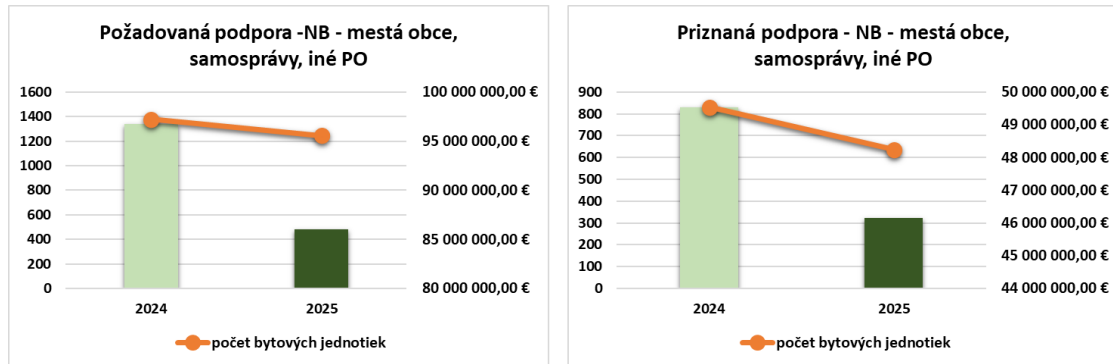 Požadovaná podpora -NB - mestá obce,
samosprávy, iné PO
1600
1400
1200
1000
800
600
400
200
0
100 000 000,00 €
95 000 000,00 €
90 000 000,00 €
85 000 000,00 €
80 000 000,00 €
2024
2025
počet bytových jednotiek
Priznaná podpora - NB - mestá obce,
samosprávy, iné PO
900
800
700
600
500
400
300
200
100
0
50 000 000,00 €
49 000 000,00 €
48 000 000,00 €
47 000 000,00 €
46 000 000,00 €
45 000 000,00 €
44 000 000,00 €
2024
2025
počet bytových jednotiek